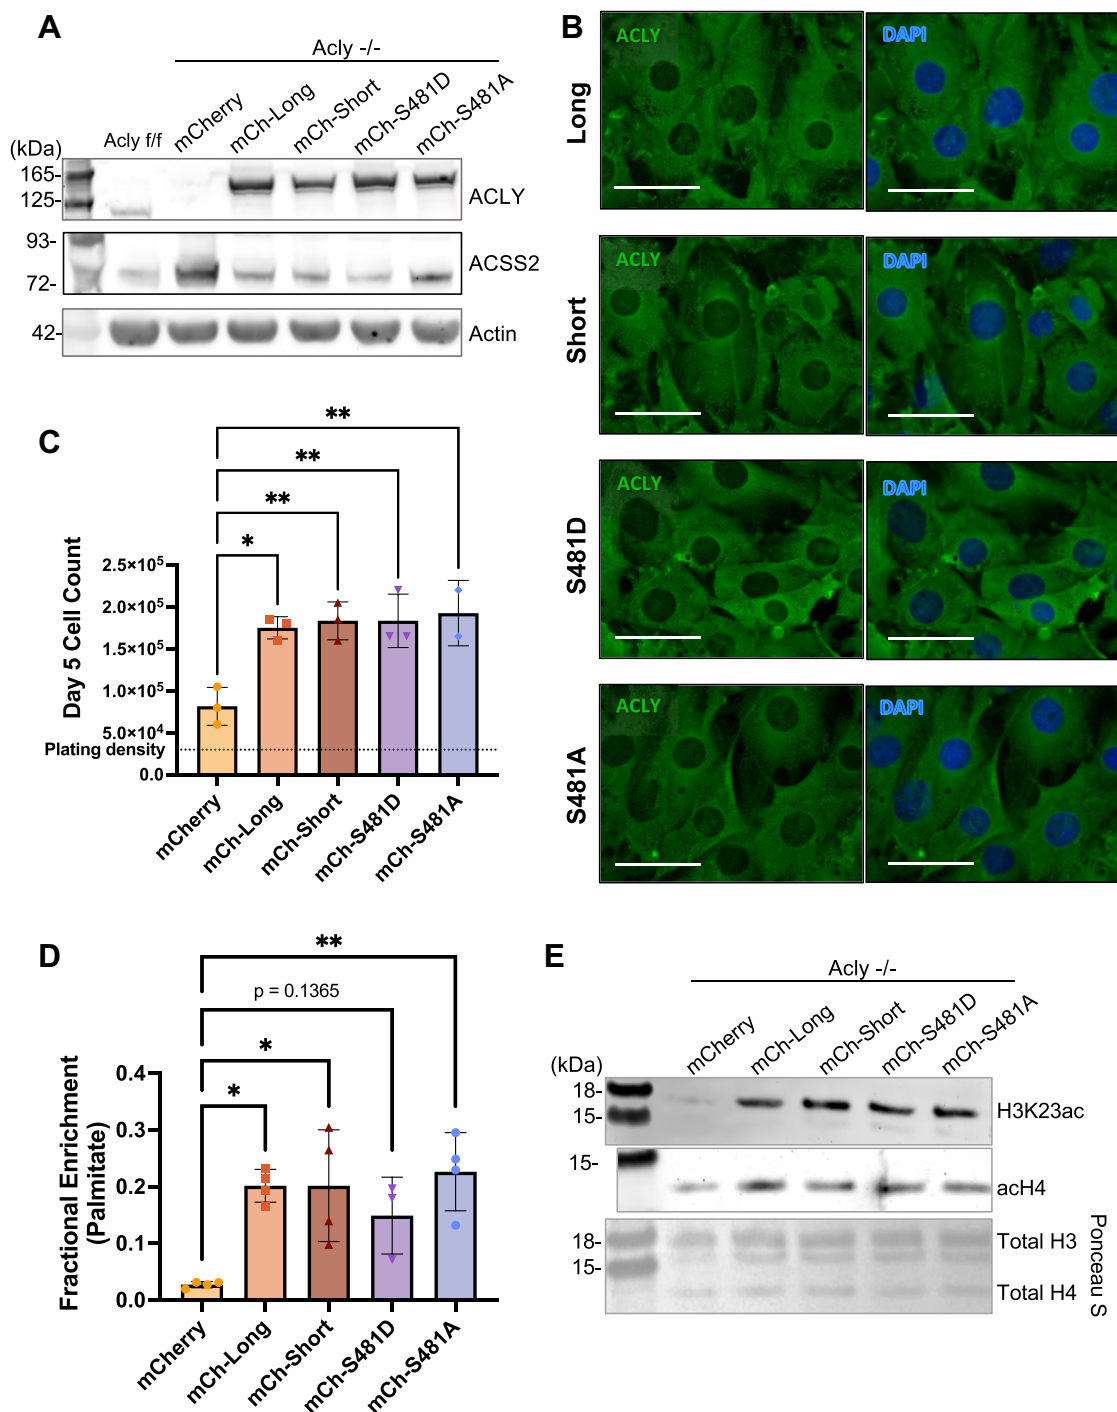 A
Acly -/-
Acly f/f
mCherry
mCh-Long
mCh-Short
mCh-S481D
mCh-S481A
(kDa)
165-
125-
ACLY
93-
72-
ACSS2
42-
Actin
B
Long
ACLY
DAPI
Short
ACLY
DAPI
S481D
ACLY
DAPI
S481A
ACLY
DAPI
C
**
**
**
*
Day 5 Cell Count
2.5×10⁵
2.0×10⁵
1.5×10⁵
1.0×10⁵
5.0×10⁴
Plating density
0.0
mCherry
mCh-Long
mCh-Short
mCh-S481D
mCh-S481A
D
**
p = 0.1365
*
*
Fractional Enrichment
(Palmitate)
0.4
0.3
0.2
0.1
0.0
mCherry
mCh-Long
mCh-Short
mCh-S481D
mCh-S481A
E
Acly -/-
mCherry
mCh-Long
mCh-Short
mCh-S481D
mCh-S481A
(kDa)
18-
15-
H3K23ac
15-
acH4
18-
15-
Total H3
Total H4
Ponceau S